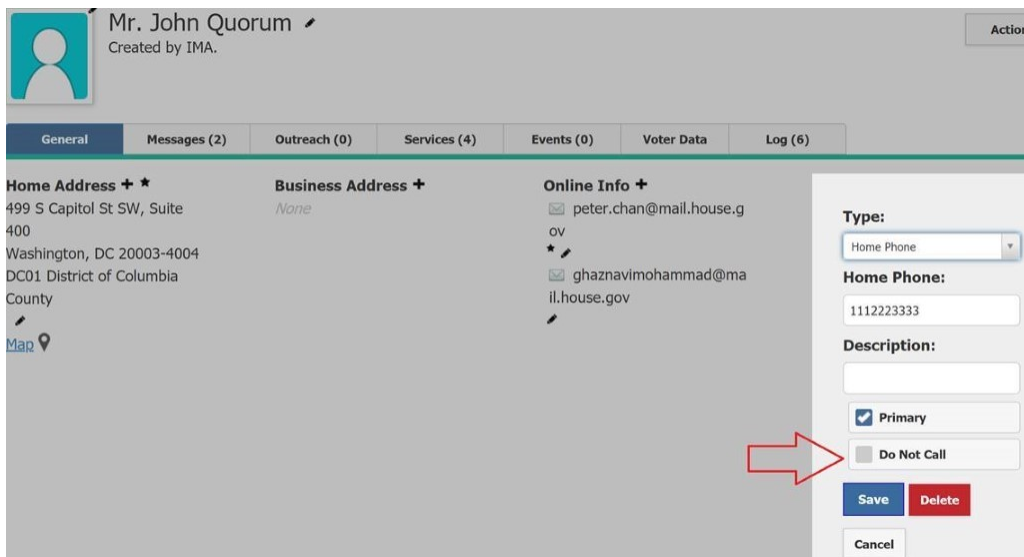 Mr. John Quorum
Created by IMA.
Action
General
Messages (2)
Outreach (0)
Services (4)
Events (0)
Voter Data
Log (6)
Home Address
499 S Capitol St SW, Suite
400
Washington, DC 20003-4004
DC01 District of Columbia
County
Map
Business Address
None
Online Info
peter.chan@mail.house.g
ov
ghaznavimohammad@ma
il.house.gov
Type:
Home Phone
Home Phone:
1112223333
Description:
Primary
Do Not Call
Save
Delete
Cancel